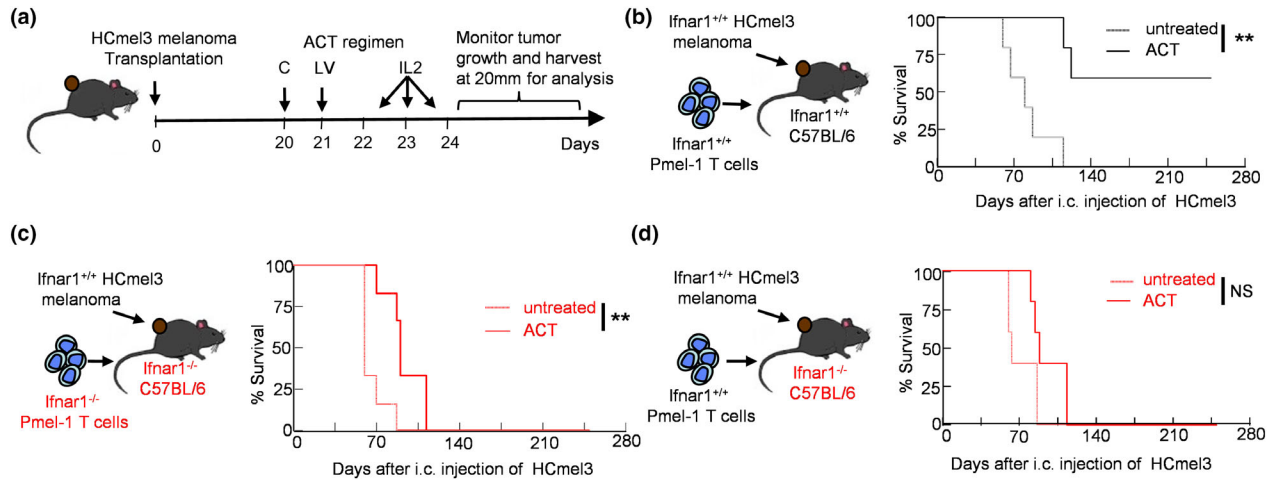 (a)
HCmel3 melanoma
Transplantation
ACT regimen
C LV IL2
Monitor tumor
growth and harvest
at 20mm for analysis
0 20 21 22 23 24 Days
(b)
Ifnar1+/+ HCmel3
melanoma
Ifnar1+/+
Pmel-1 T cells
Ifnar1+/+
C57BL/6
% Survival
100
75
50
25
0
0 70 140 210 280
Days after i.c. injection of HCmel3
untreated
ACT
**
(c)
Ifnar1+/+ HCmel3
melanoma
Ifnar1-/-
C57BL/6
Ifnar1-/-
Pmel-1 T cells
% Survival
100
75
50
25
0
0 70 140 210 280
Days after i.c. injection of HCmel3
untreated
ACT
**
(d)
Ifnar1+/+ HCmel3
melanoma
Ifnar1-/-
C57BL/6
Ifnar1+/+
Pmel-1 T cells
% Survival
100
75
50
25
0
0 70 140 210 280
Days after i.c. injection of HCmel3
untreated
ACT
NS